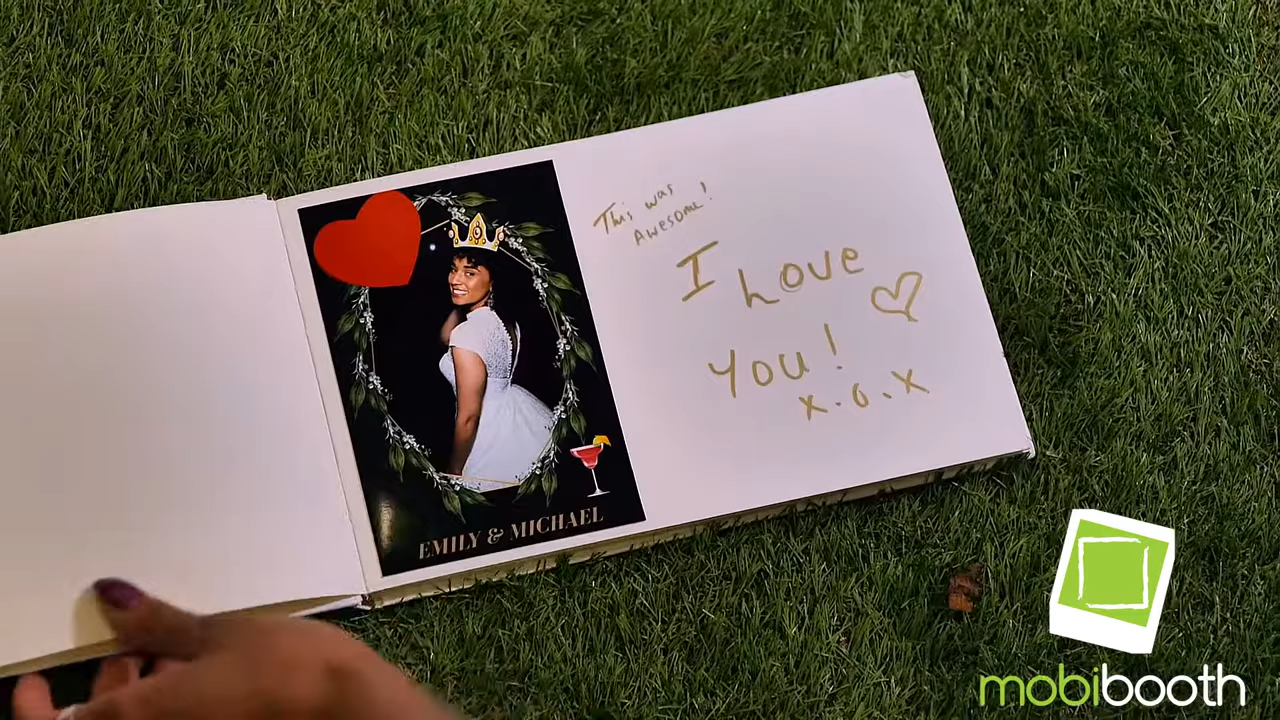 This was
Awesome!
I Love
You!
x.o.x
EMILY & MICHAEL
mobibooth